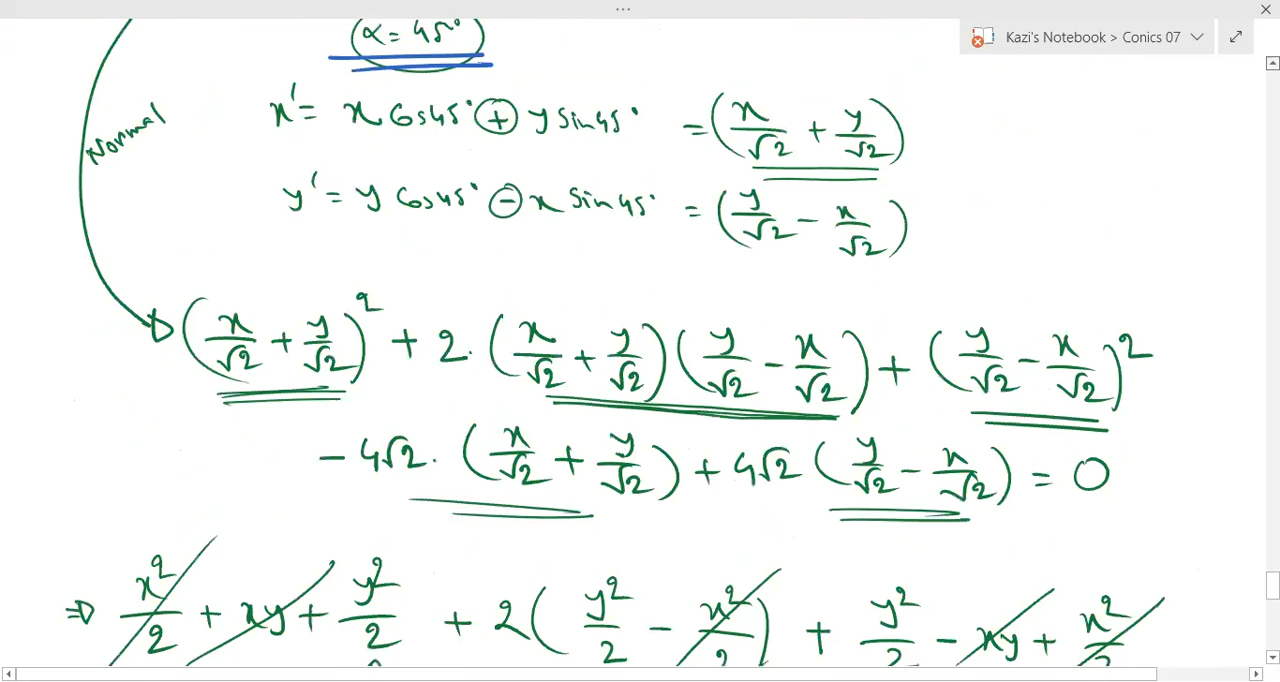 Kazi's Notebook > Conics 07
(α = 45°)
Normal
x' = x Cos45° ⊕ y Sin45° = (x/√2 + y/√2)
y' = y Cos45° ⊖ x Sin45° = (y/√2 − x/√2)
(x/√2 + y/√2)² + 2·(x/√2 + y/√2)(y/√2 − x/√2) + (y/√2 − x/√2)²
− 4√2·(x/√2 + y/√2) + 4√2(y/√2 − x/√2) = 0
⇒ x²/2 + xy + y²/2 + 2(y²/2 − x²/2) + y²/2 − xy + x²/2